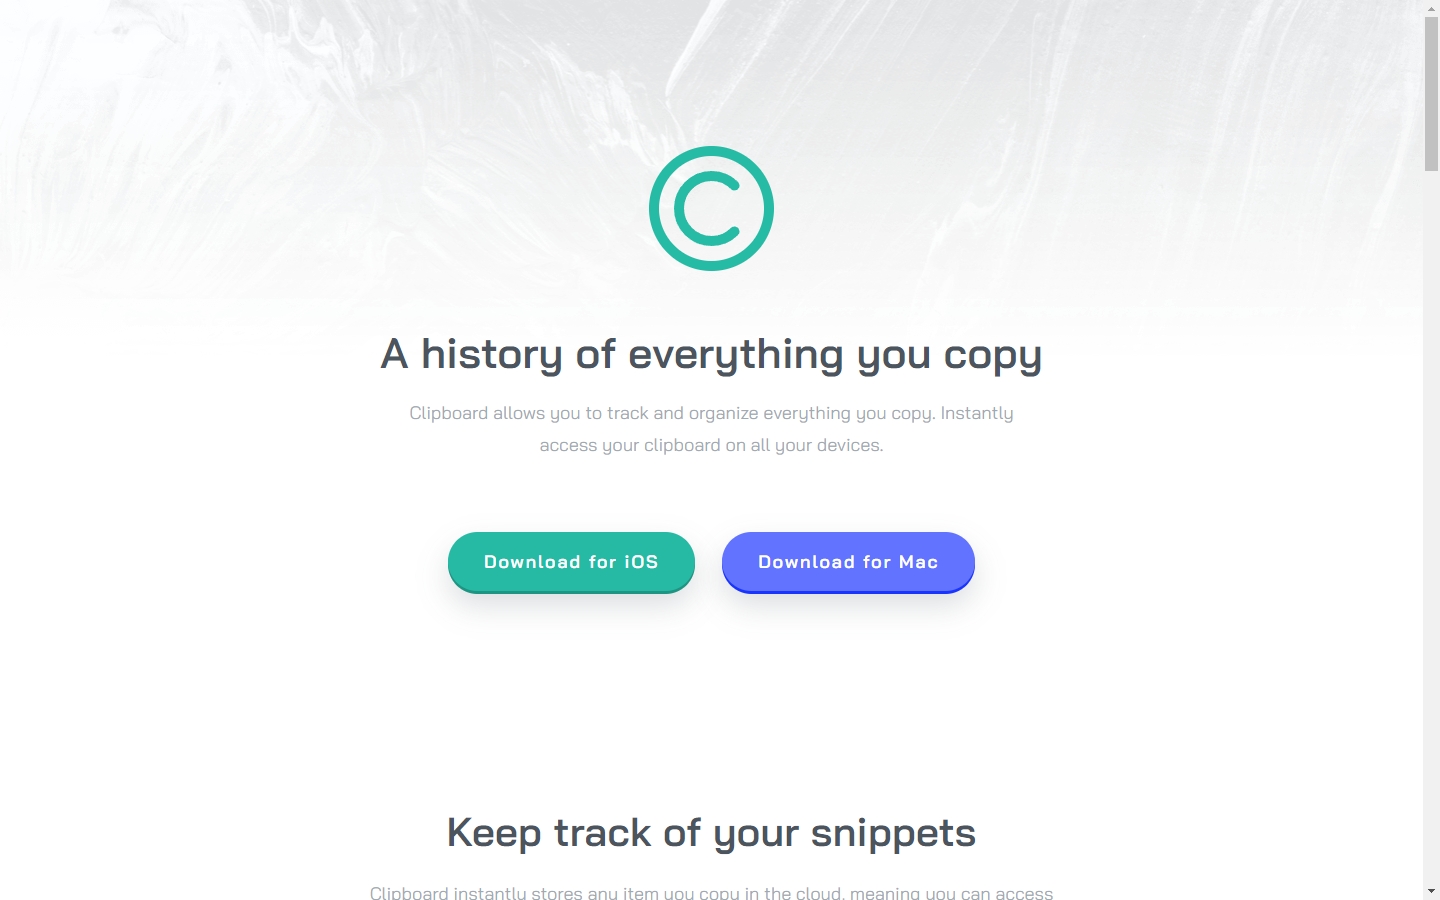 A history of everything you copy
Clipboard allows you to track and organize everything you copy. Instantly
access your clipboard on all your devices.
Download for iOS
Download for Mac
Keep track of your snippets
Clipboard instantly stores any item you copy in the cloud, meaning you can access